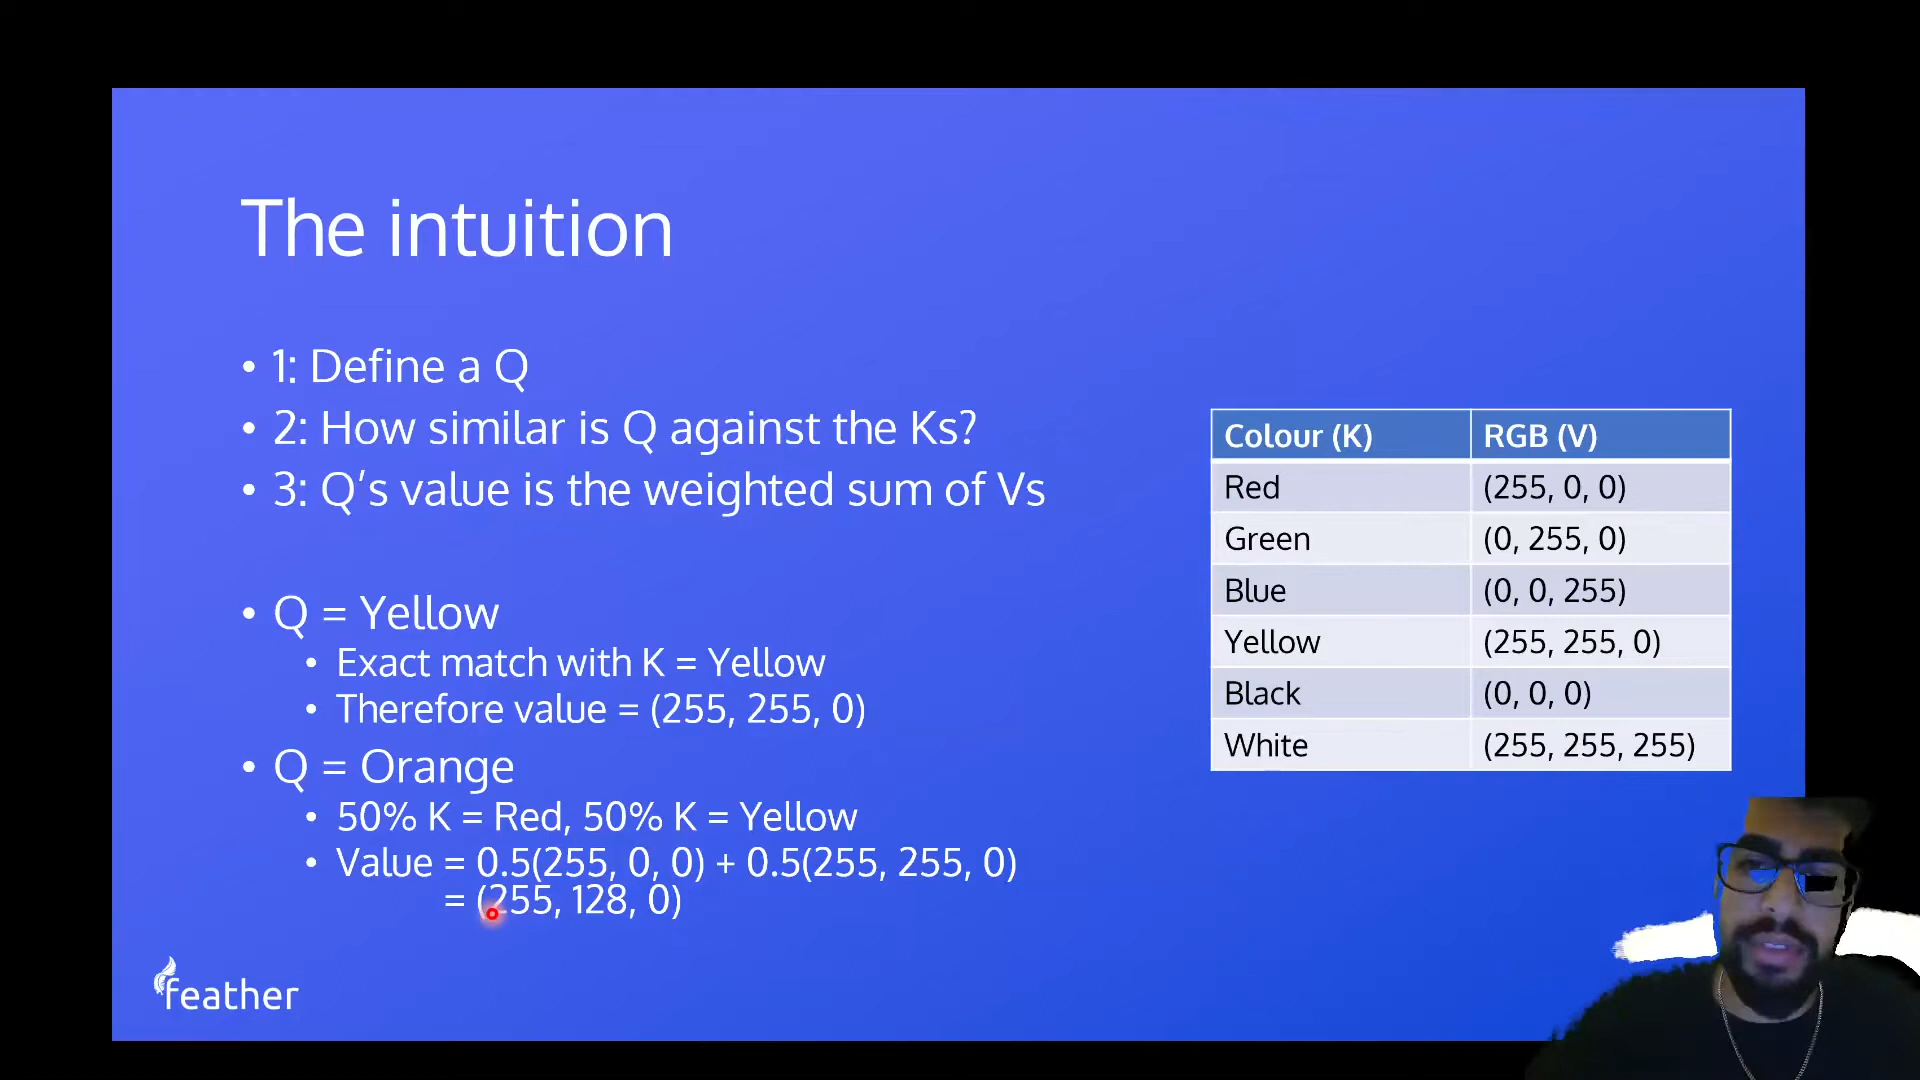 The intuition
• 1: Define a Q
• 2: How similar is Q against the Ks?
• 3: Q’s value is the weighted sum of Vs
• Q = Yellow
• Exact match with K = Yellow
• Therefore value = (255, 255, 0)
• Q = Orange
• 50% K = Red, 50% K = Yellow
• Value = 0.5(255, 0, 0) + 0.5(255, 255, 0)
= (255, 128, 0)
Colour (K) RGB (V)
Red (255, 0, 0)
Green (0, 255, 0)
Blue (0, 0, 255)
Yellow (255, 255, 0)
Black (0, 0, 0)
White (255, 255, 255)
feather